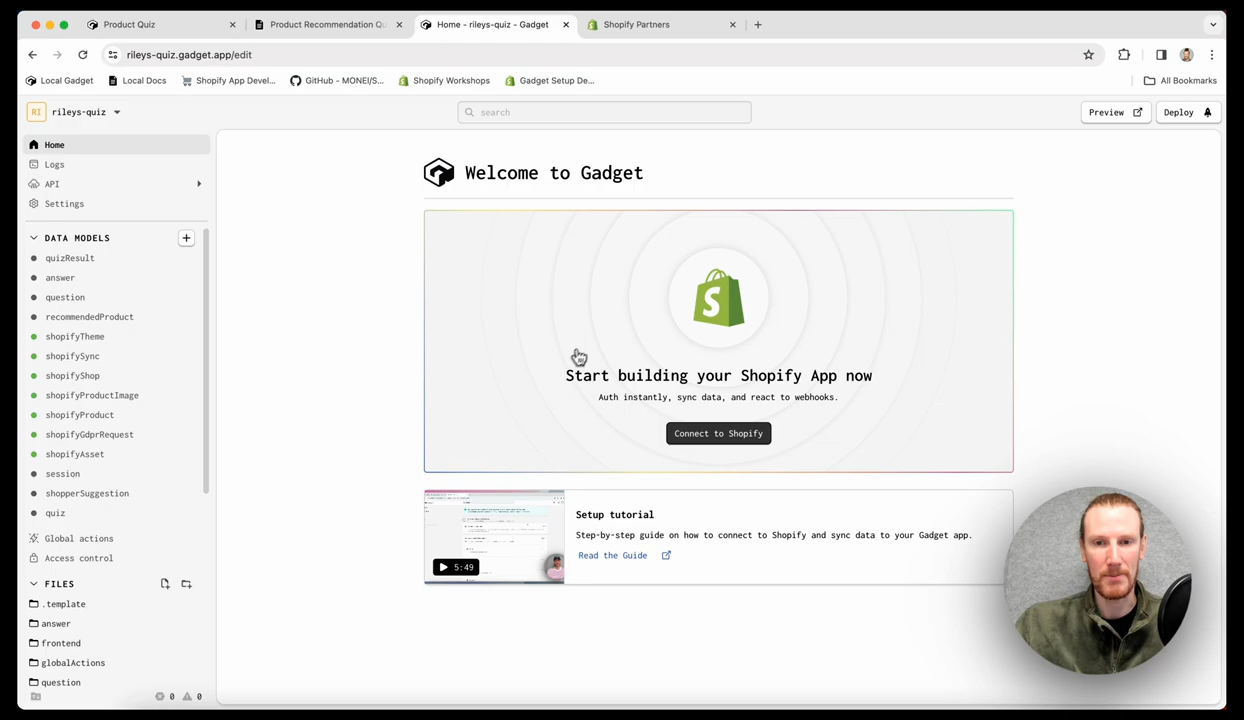 Product Quiz
Product Recommendation Qu
Home - rileys-quiz - Gadget
Shopify Partners
rileys-quiz.gadget.app/edit
Local Gadget
Local Docs
Shopify App Devel...
GitHub - MONEI/S...
Shopify Workshops
Gadget Setup De...
All Bookmarks
RI
rileys-quiz
search
Preview
Deploy
Home
Logs
API
Settings
DATA MODELS
quizResult
answer
question
recommendedProduct
shopifyTheme
shopifySync
shopifyShop
shopifyProductImage
shopifyProduct
shopifyGdprRequest
shopifyAsset
session
shopperSuggestion
quiz
Global actions
Access control
FILES
.template
answer
frontend
globalActions
question
0
0
Welcome to Gadget
S
Start building your Shopify App now
Auth instantly, sync data, and react to webhooks.
Connect to Shopify
5:49
Setup tutorial
Step-by-step guide on how to connect to Shopify and sync data to your Gadget app.
Read the Guide